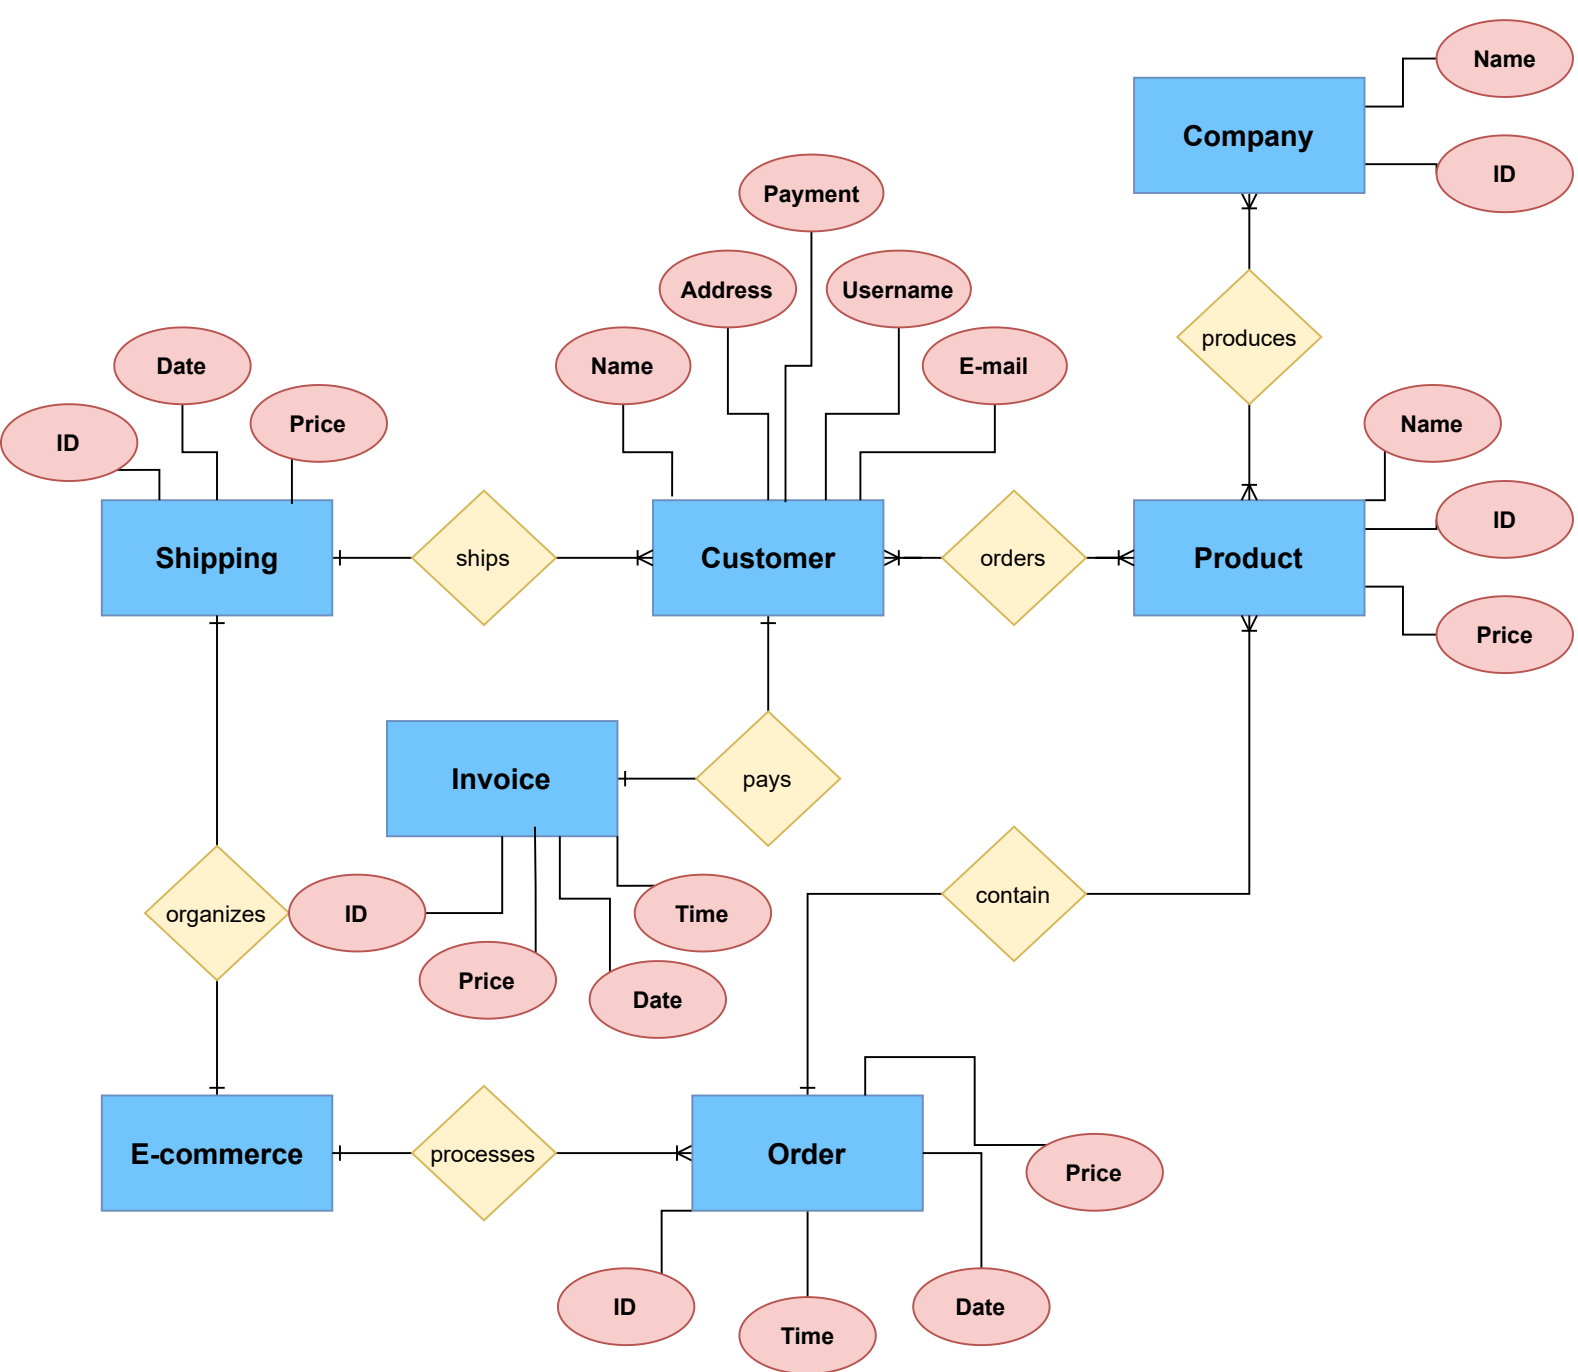 Name
Company
ID
Payment
Address
Username
produces
Date
Name
E-mail
Price
Name
ID
ID
Shipping
ships
Customer
orders
Product
Price
Invoice
pays
contain
organizes
ID
Time
Price
Date
E-commerce
processes
Order
Price
ID
Date
Time